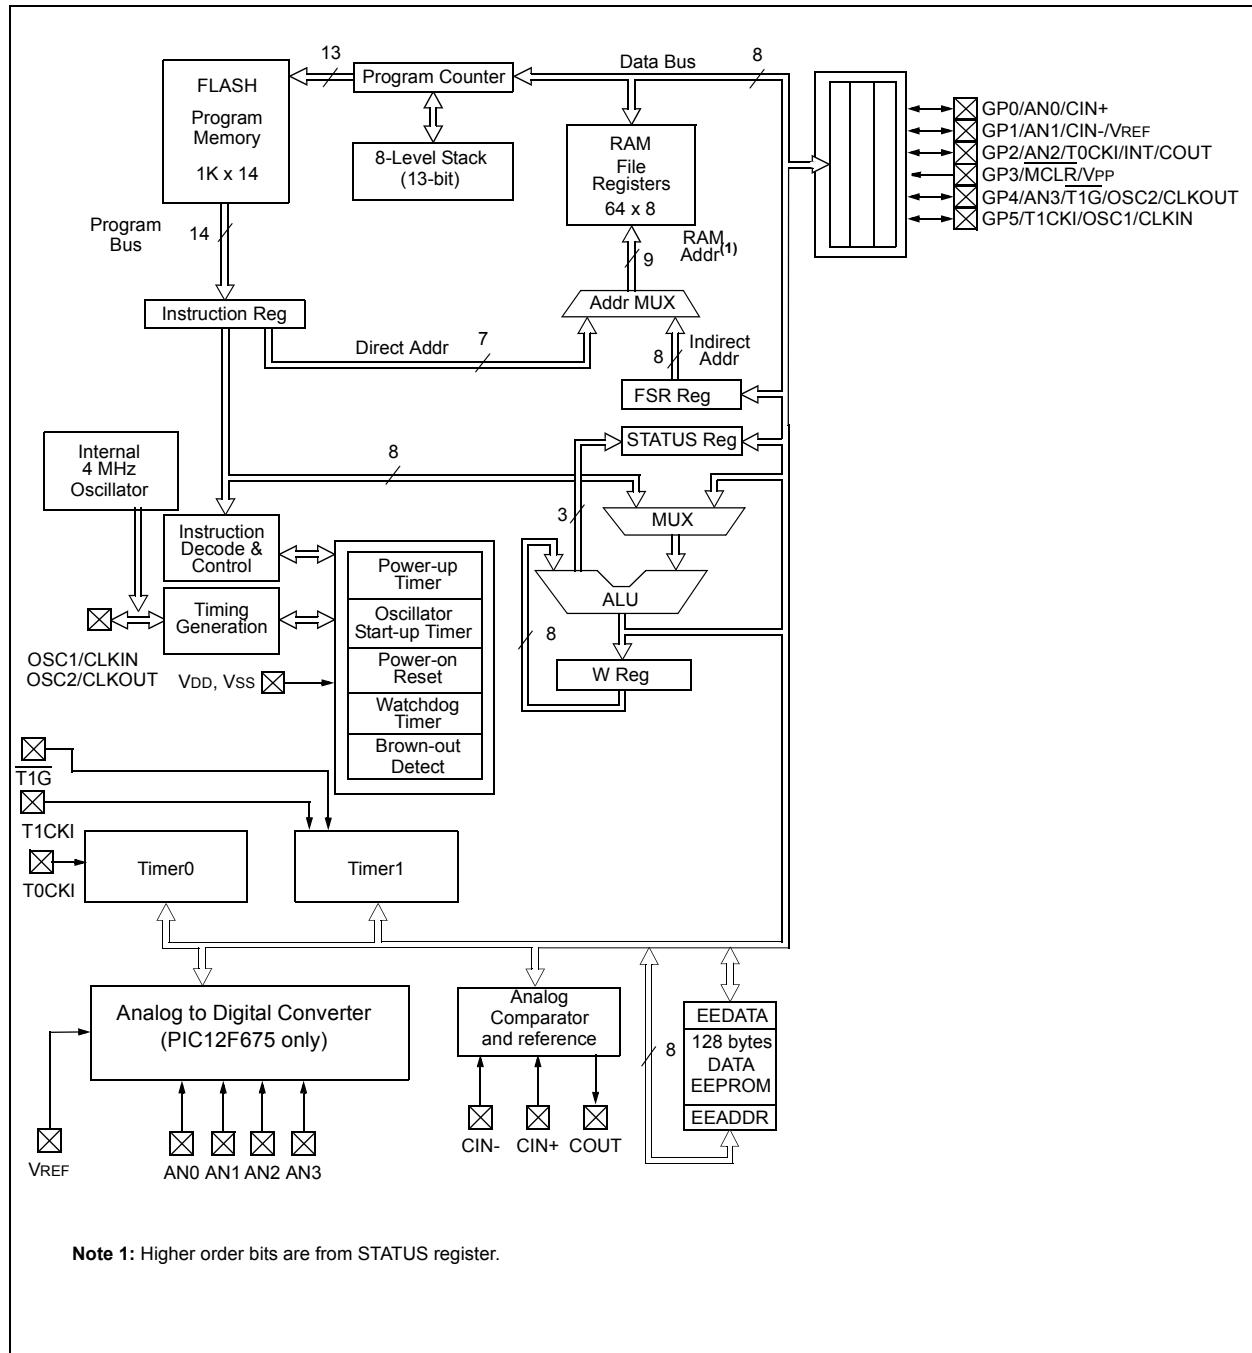 13
Data Bus
8
FLASH
Program
Memory
1K x 14
Program Counter
8-Level Stack
(13-bit)
RAM
File
Registers
64 x 8
GP0/AN0/CIN+
GP1/AN1/CIN-/VREF
GP2/AN2/T0CKI/INT/COUT
GP3/MCLR/VPP
GP4/AN3/T1G/OSC2/CLKOUT
GP5/T1CKI/OSC1/CLKIN
Program
Bus
14
RAM
Addr(1)
9
Addr MUX
Instruction Reg
Direct Addr
7
Indirect
Addr
8
FSR Reg
STATUS Reg
Internal
4 MHz
Oscillator
8
3
MUX
Instruction
Decode &
Control
Power-up
Timer
ALU
Timing
Generation
Oscillator
Start-up Timer
8
OSC1/CLKIN
OSC2/CLKOUT
VDD, VSS
Power-on
Reset
W Reg
Watchdog
Timer
Brown-out
Detect
T1G
T1CKI
T0CKI
Timer0
Timer1
Analog to Digital Converter
(PIC12F675 only)
Analog
Comparator
and reference
EEDATA
128 bytes
DATA
EEPROM
EEADDR
8
CIN- CIN+ COUT
VREF
AN0 AN1 AN2 AN3
Note 1: Higher order bits are from STATUS register.